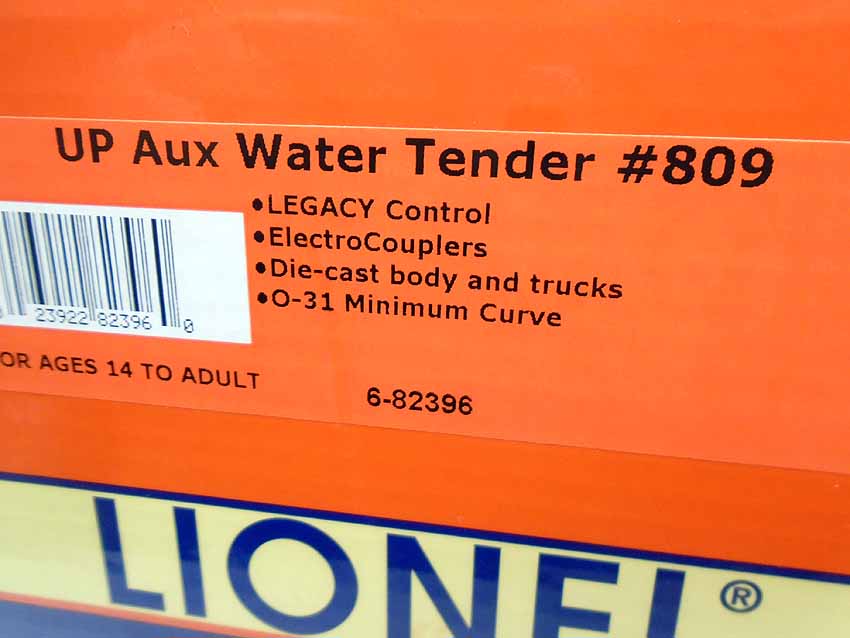 UP Aux Water Tender #809
•LEGACY Control
•ElectroCouplers
•Die-cast body and trucks
•O-31 Minimum Curve
23922 82396 0
OR AGES 14 TO ADULT
6-82396
LIONEL®